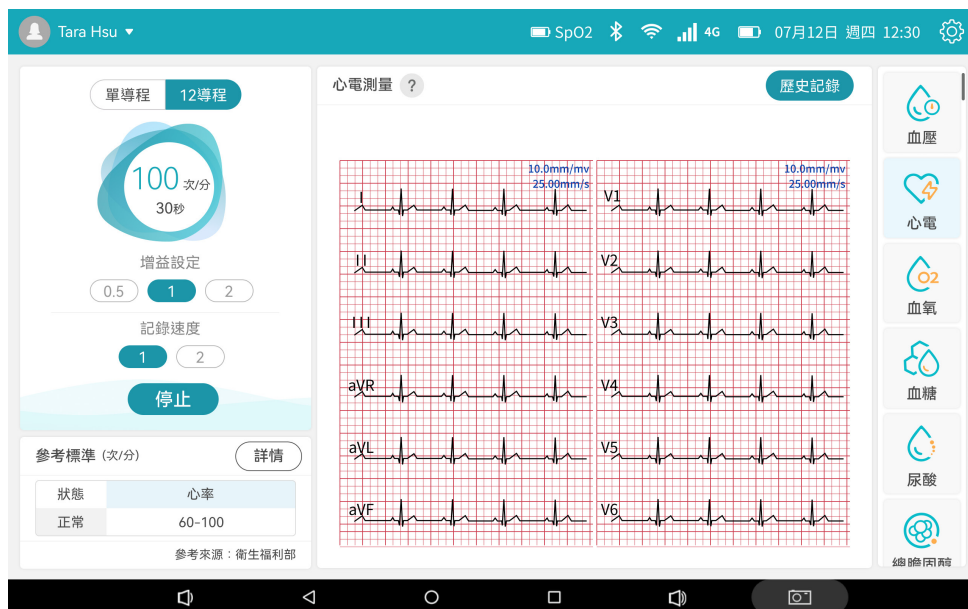 Tara Hsu
SpO2
4G
07月12日 週四 12:30
單導程
12導程
100 次/分
30秒
增益設定
0.5
1
2
記錄速度
1
2
停止
參考標準 (次/分)
詳情
狀態
心率
正常
60-100
參考來源：衛生福利部
心電測量 ?
歷史記錄
10.0mm/mv
25.00mm/s
I
II
III
aVR
aVL
aVF
10.0mm/mv
25.00mm/s
V1
V2
V3
V4
V5
V6
血壓
心電
O2
血氧
血糖
尿酸
總膽固醇